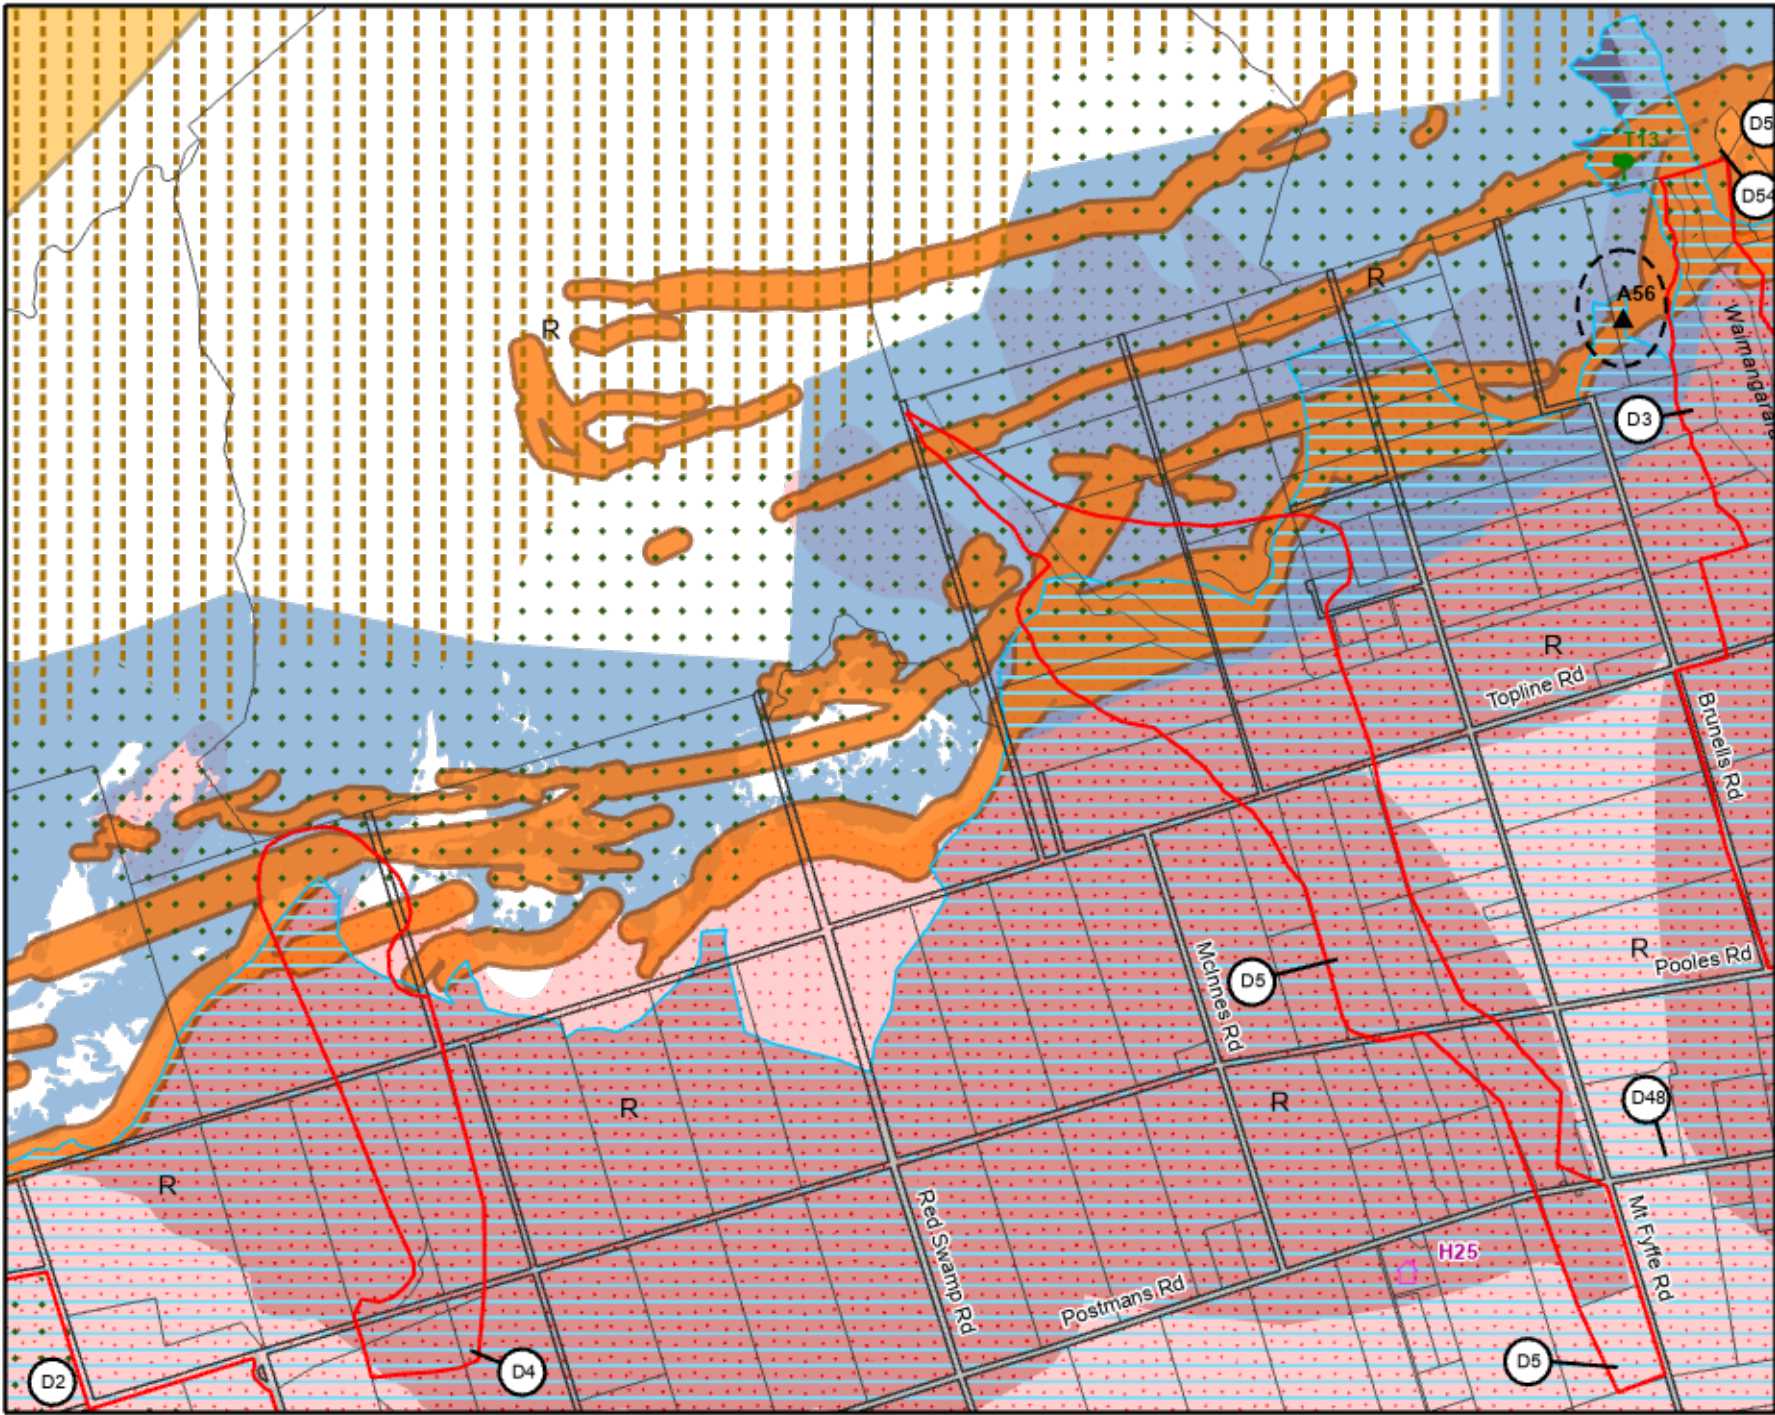 D5
T13
D54
R
A56
Waimangarara
R
D3
R
Topline Rd
Brunells Rd
R
Pooles Rd
McInnes Rd
D5
D48
R
R
R
Red Swamp Rd
Mt Fyffe Rd
H25
Postmans Rd
D5
D4
D2